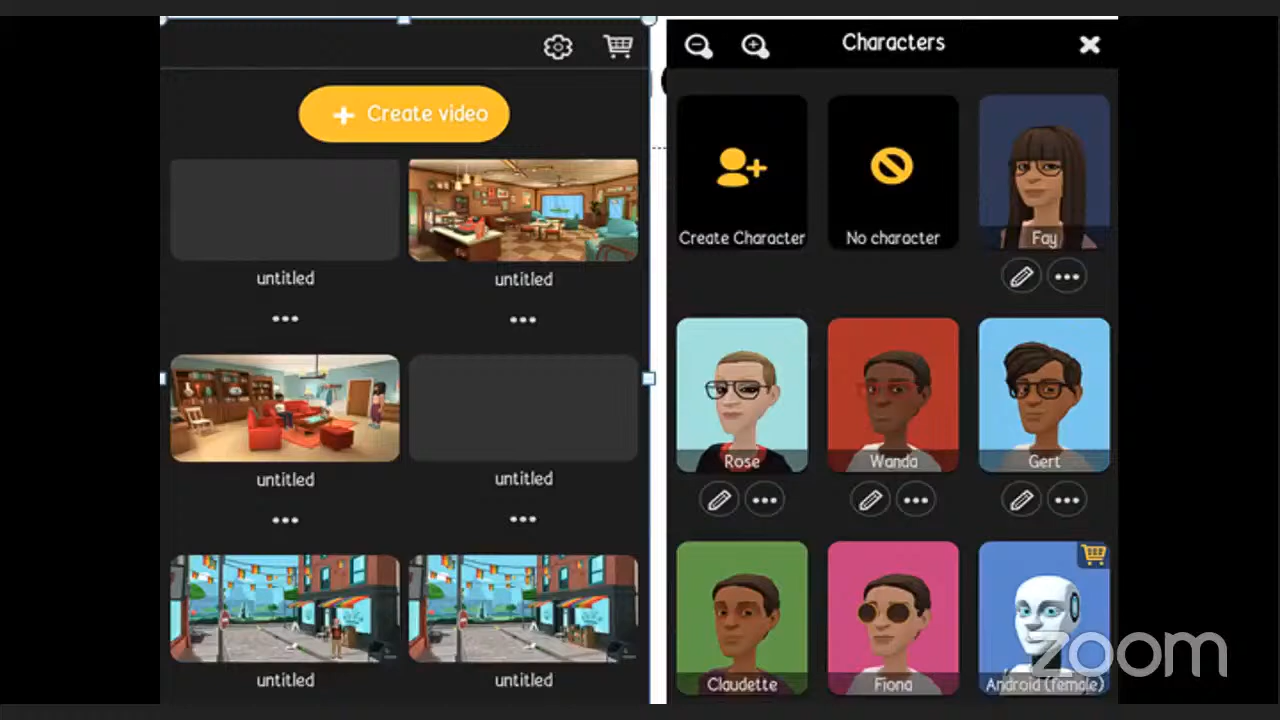 Create video
untitled
untitled
untitled
untitled
untitled
untitled
Characters
Create Character
No character
Fay
Rose
Wanda
Gert
Claudette
Fiona
Android (female)
zoom